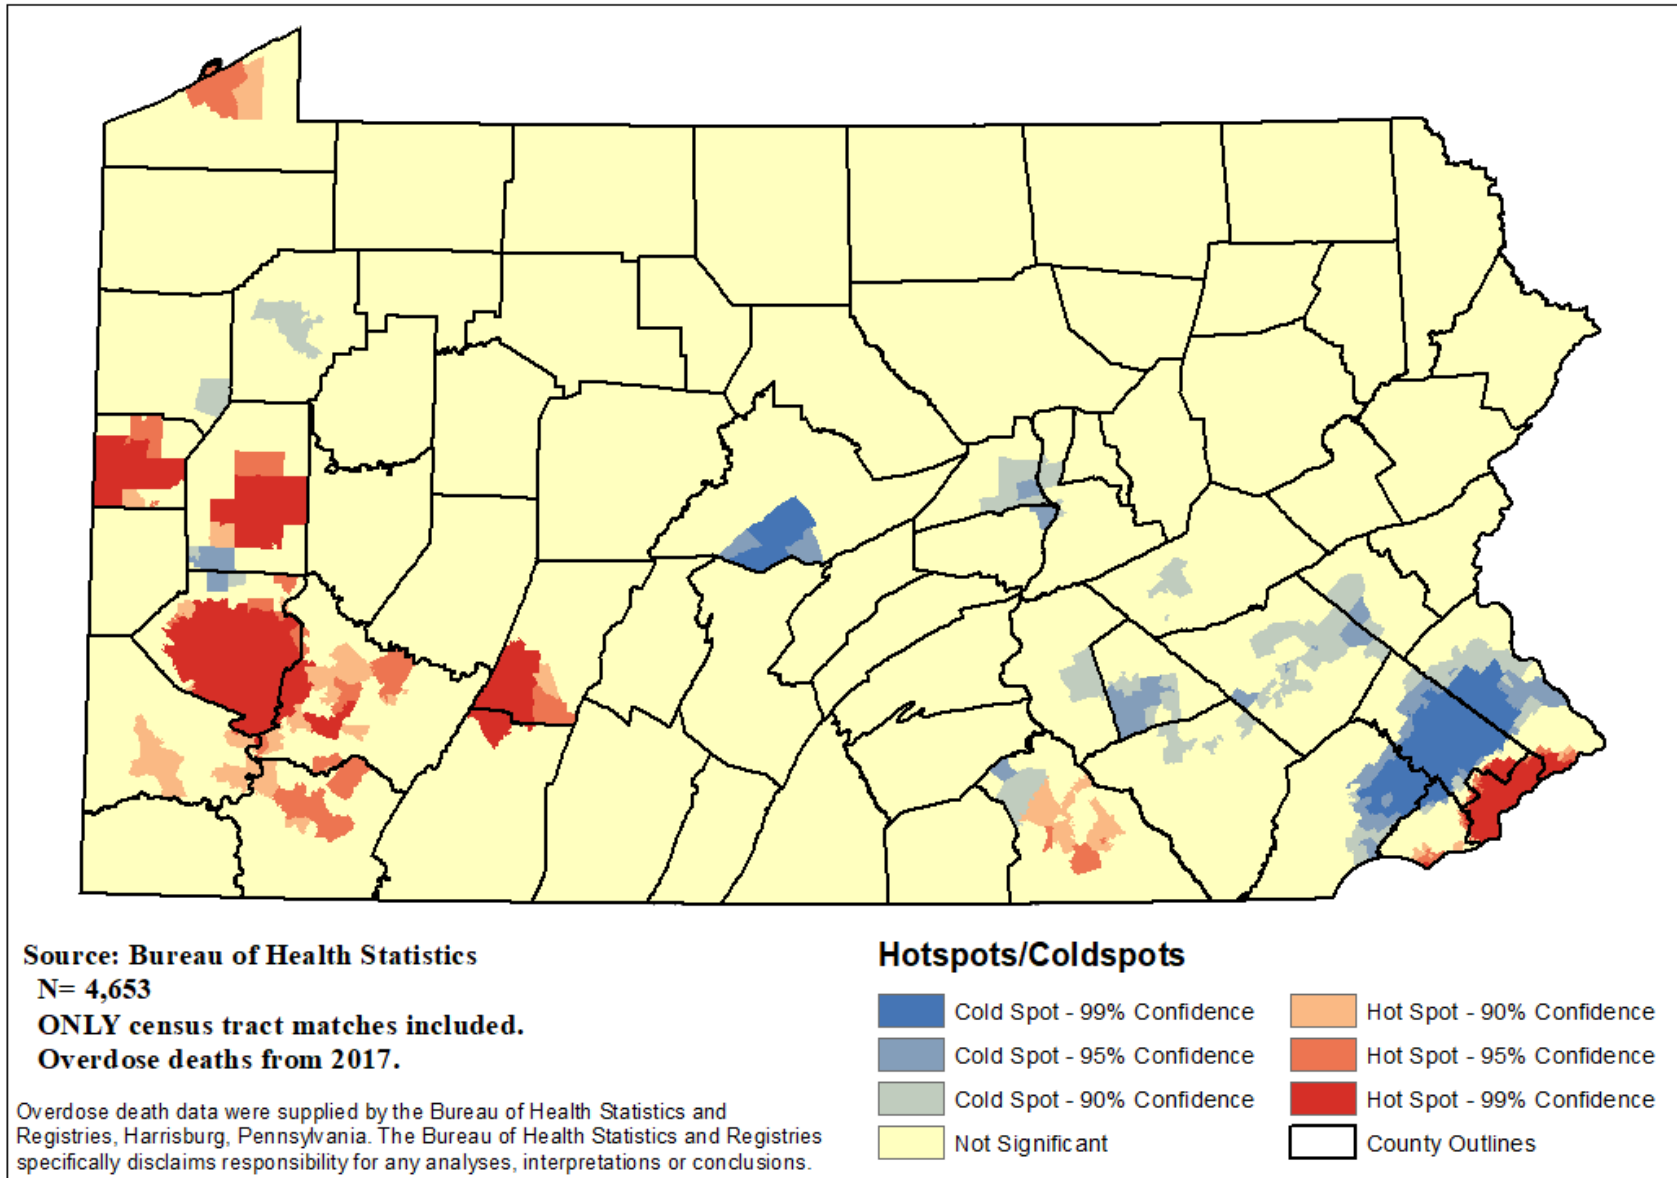 Source: Bureau of Health Statistics
N= 4,653
ONLY census tract matches included.
Overdose deaths from 2017.
Overdose death data were supplied by the Bureau of Health Statistics and
Registries, Harrisburg, Pennsylvania. The Bureau of Health Statistics and Registries
specifically disclaims responsibility for any analyses, interpretations or conclusions.
Hotspots/Coldspots
Cold Spot - 99% Confidence
Cold Spot - 95% Confidence
Cold Spot - 90% Confidence
Not Significant
Hot Spot - 90% Confidence
Hot Spot - 95% Confidence
Hot Spot - 99% Confidence
County Outlines